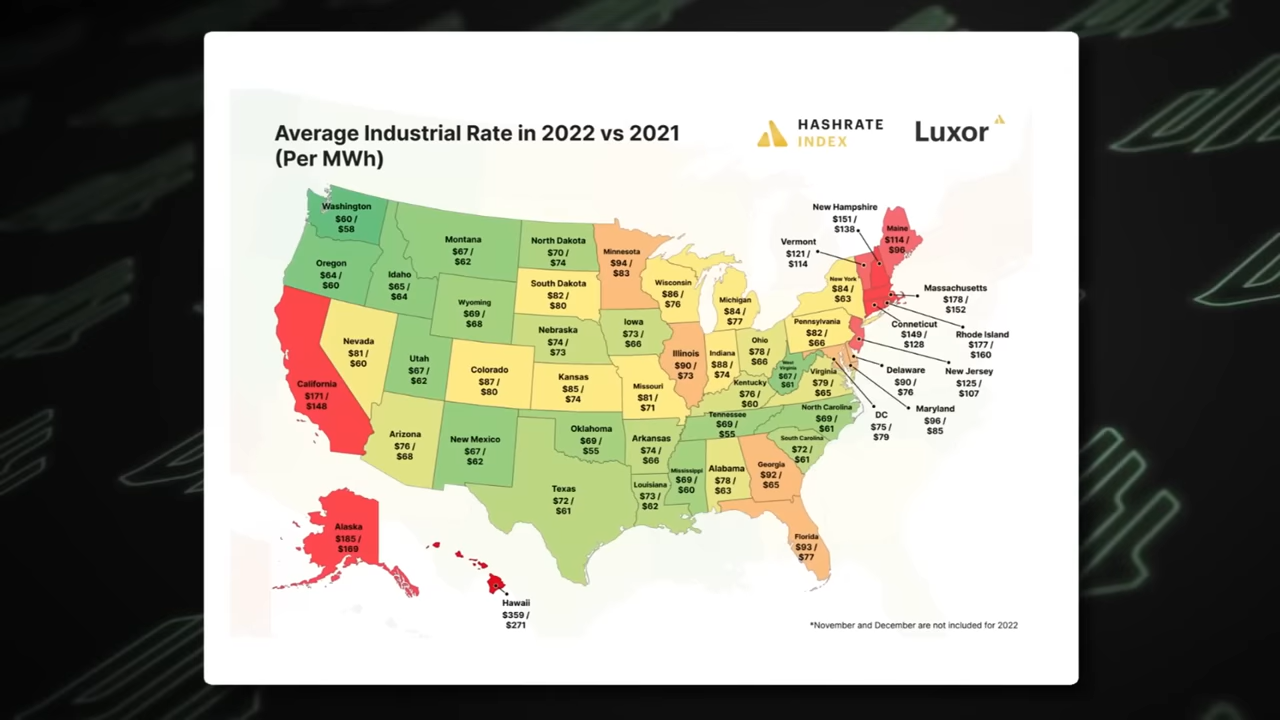 Average Industrial Rate in 2022 vs 2021
(Per MWh)
HASHRATE
INDEX
Luxor
Washington
$60 /
$58
Oregon
$64 /
$60
California
$171 /
$148
Nevada
$81 /
$60
Idaho
$65 /
$64
Montana
$67 /
$62
Wyoming
$69 /
$68
Utah
$67 /
$62
Arizona
$76 /
$68
Colorado
$87 /
$80
New Mexico
$67 /
$62
North Dakota
$70 /
$74
South Dakota
$82 /
$80
Nebraska
$74 /
$73
Kansas
$85 /
$74
Oklahoma
$69 /
$55
Texas
$72 /
$61
Minnesota
$94 /
$83
Iowa
$73 /
$66
Missouri
$81 /
$71
Arkansas
$74 /
$66
Louisiana
$73 /
$62
Wisconsin
$86 /
$76
Illinois
$90 /
$73
Michigan
$84 /
$77
Indiana
$88 /
$74
Ohio
$78 /
$66
Kentucky
$76 /
$60
Tennessee
$69 /
$55
Mississippi
$69 /
$60
Alabama
$78 /
$63
Georgia
$92 /
$65
Florida
$93 /
$77
South Carolina
$72 /
$61
North Carolina
$69 /
$61
Virginia
$79 /
$65
West
Virginia
$67 /
$61
Pennsylvania
$82 /
$66
New York
$84 /
$63
Vermont
$121 /
$114
New Hampshire
$151 /
$138
Maine
$114 /
$96
Massachusetts
$178 /
$152
Rhode Island
$177 /
$160
Conneticut
$149 /
$128
New Jersey
$125 /
$107
Delaware
$90 /
$76
Maryland
$96 /
$85
DC
$75 /
$79
Alaska
$185 /
$169
Hawaii
$359 /
$271
*November and December are not included for 2022